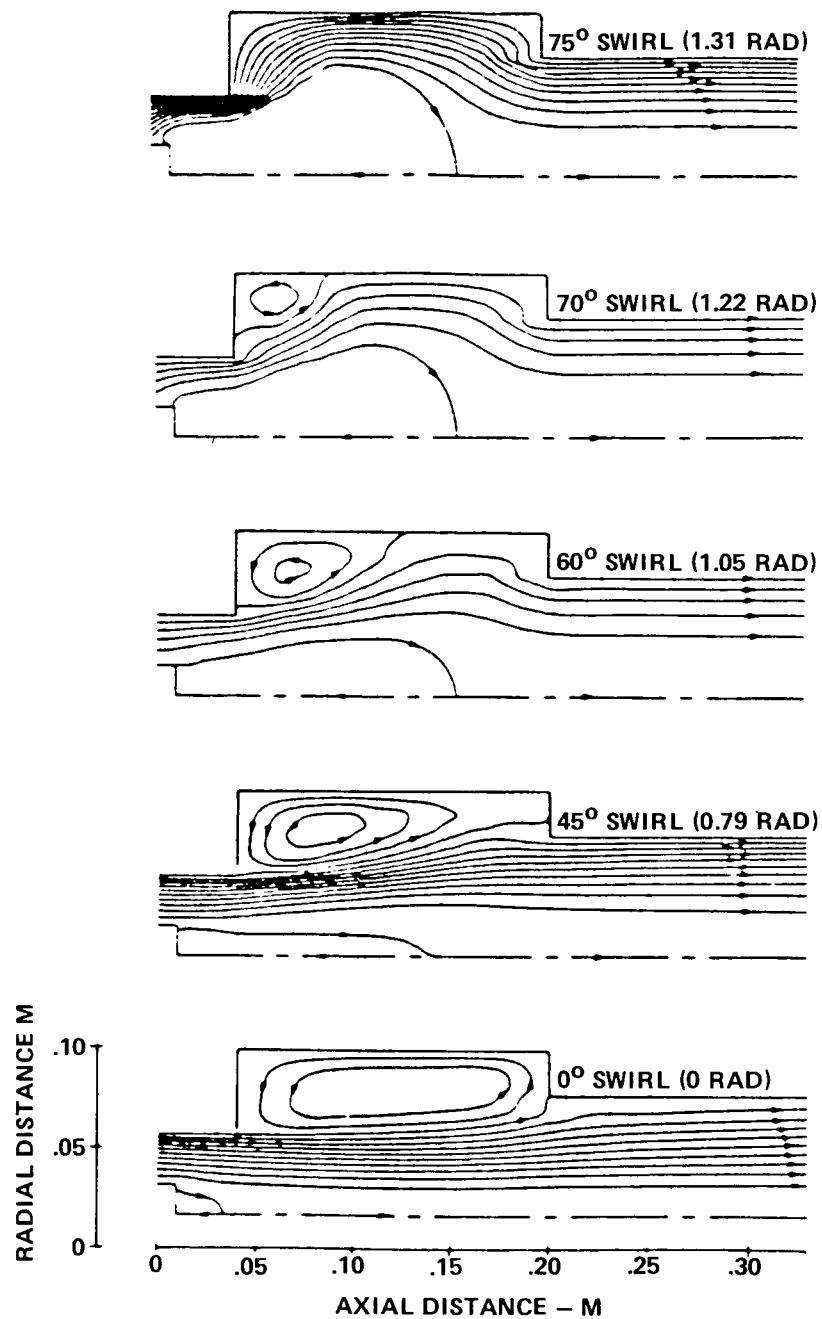 75° SWIRL (1.31 RAD)
70° SWIRL (1.22 RAD)
60° SWIRL (1.05 RAD)
45° SWIRL (0.79 RAD)
0° SWIRL (0 RAD)
RADIAL DISTANCE M
.10
.05
0
0 .05 .10 .15 .20 .25 .30
AXIAL DISTANCE – M